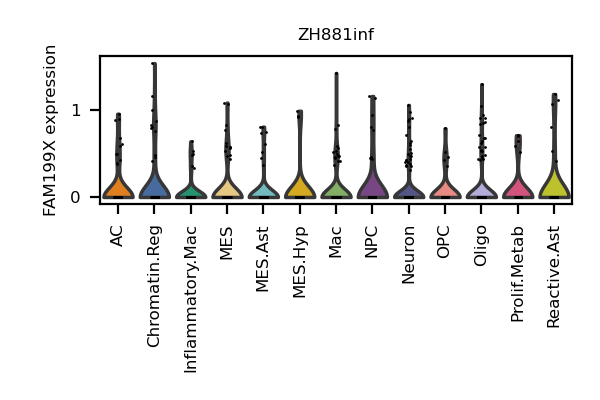 ZH881inf
FAM199X expression
1
0
AC
Chromatin.Reg
Inflammatory.Mac
MES
MES.Ast
MES.Hyp
Mac
NPC
Neuron
OPC
Oligo
Prolif.Metab
Reactive.Ast